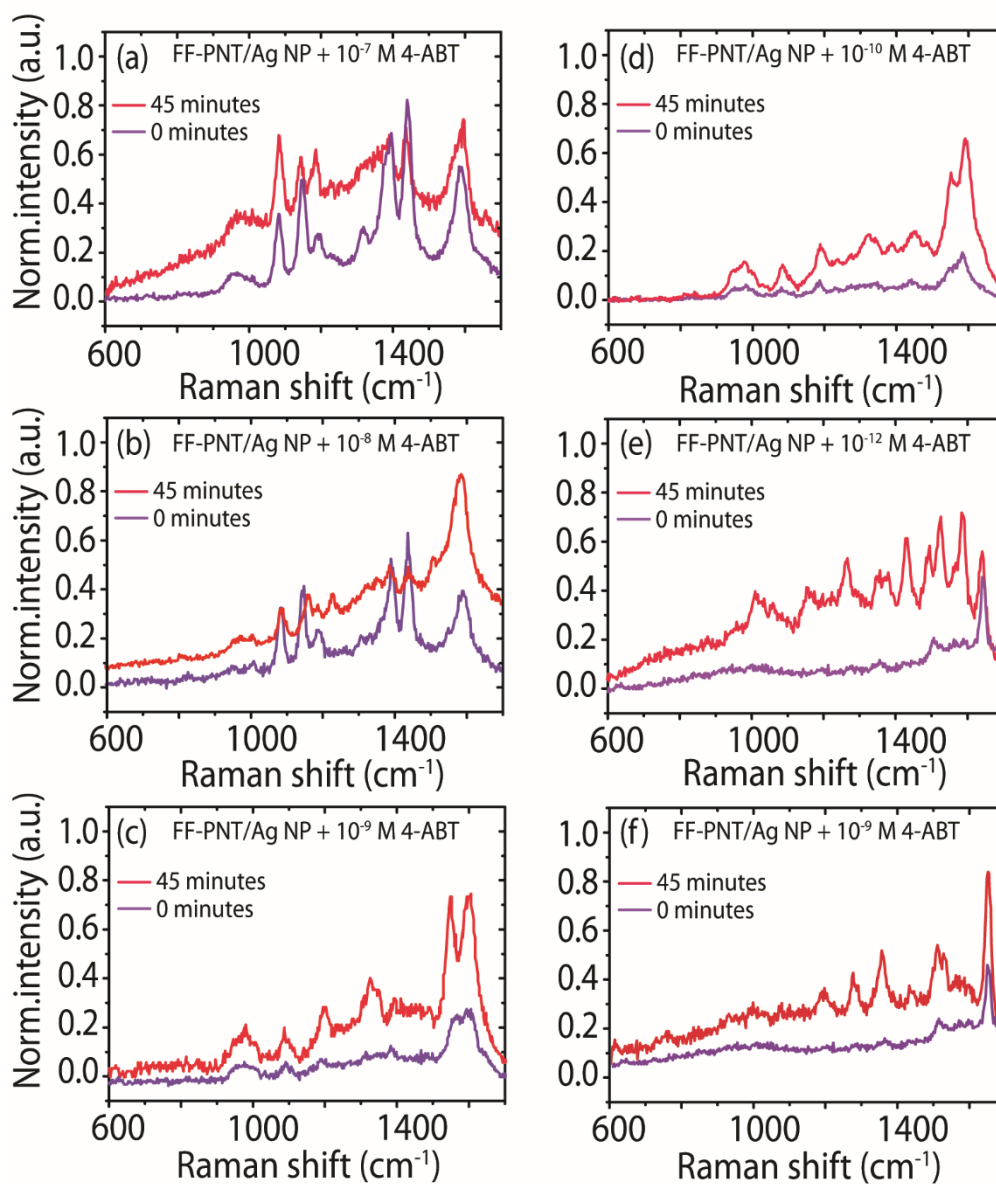 (a) FF-PNT/Ag NP + 10⁻⁷ M 4-ABT
45 minutes
0 minutes
Norm.intensity (a.u.)
1.0
0.8
0.6
0.4
0.2
0.0
600 1000 1400
Raman shift (cm⁻¹)
(b) FF-PNT/Ag NP + 10⁻⁸ M 4-ABT
45 minutes
0 minutes
Norm.intensity (a.u.)
1.0
0.8
0.6
0.4
0.2
0.0
600 1000 1400
Raman shift (cm⁻¹)
(c) FF-PNT/Ag NP + 10⁻⁹ M 4-ABT
45 minutes
0 minutes
Norm.intensity (a.u.)
1.0
0.8
0.6
0.4
0.2
0.0
600 1000 1400
Raman shift (cm⁻¹)
(d) FF-PNT/Ag NP + 10⁻¹⁰ M 4-ABT
45 minutes
0 minutes
1.0
0.8
0.6
0.4
0.2
0.0
600 1000 1400
Raman shift (cm⁻¹)
(e) FF-PNT/Ag NP + 10⁻¹² M 4-ABT
45 minutes
0 minutes
1.0
0.8
0.6
0.4
0.2
0.0
600 1000 1400
Raman shift (cm⁻¹)
(f) FF-PNT/Ag NP + 10⁻⁹ M 4-ABT
45 minutes
0 minutes
1.0
0.8
0.6
0.4
0.2
0.0
600 1000 1400
Raman shift (cm⁻¹)